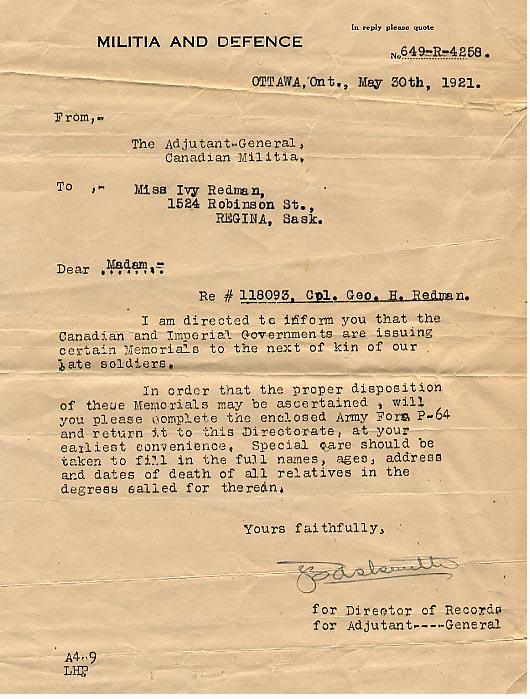 In reply please quote
MILITIA AND DEFENCE
No. 649-R-4258.
OTTAWA, Ont., May 30th, 1921.
From,-
The Adjutant-General,
Canadian Militia.
To ,- Miss Ivy Redman,
1524 Robinson St.,
REGINA, Sask.
Dear Madam,-
Re # 118093, Cpl. Geo. H. Redman.
I am directed to inform you that the
Canadian and Imperial Governments are issuing
certain Memorials to the next of kin of our
late soldiers.
In order that the proper disposition
of these Memorials may be ascertained , will
you please complete the enclosed Army Form P-64
and return it to this Directorate, at your
earliest convenience. Special care should be
taken to fill in the full names, ages, address
and dates of death of all relatives in the
degrees called for therein.
Yours faithfully,
for Director of Records
for Adjutant----General
LHP